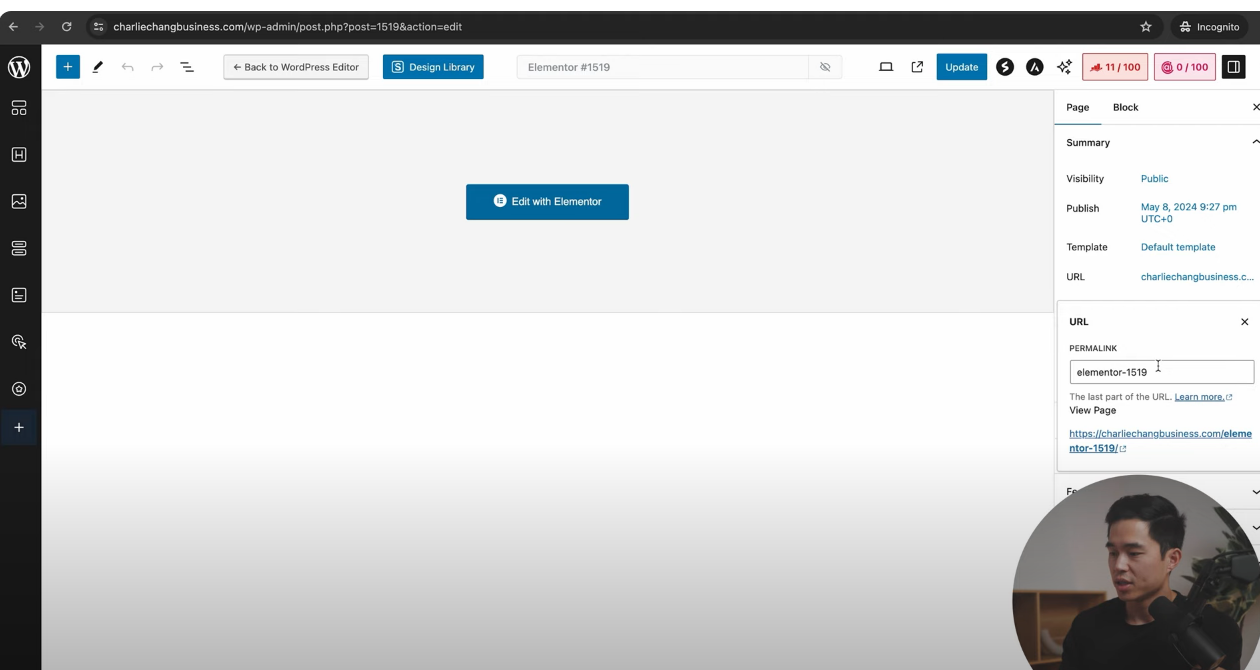 charliechangbusiness.com/wp-admin/post.php?post=1519&action=edit
Incognito
← Back to WordPress Editor
Design Library
Elementor #1519
Update
11 / 100
0 / 100
Page
Block
Summary
Edit with Elementor
Visibility
Public
Publish
May 8, 2024 9:27 pm
UTC+0
Template
Default template
URL
charliechangbusiness.c...
URL
PERMALINK
elementor-1519
The last part of the URL. Learn more.
View Page
https://charliechangbusiness.com/eleme
ntor-1519/